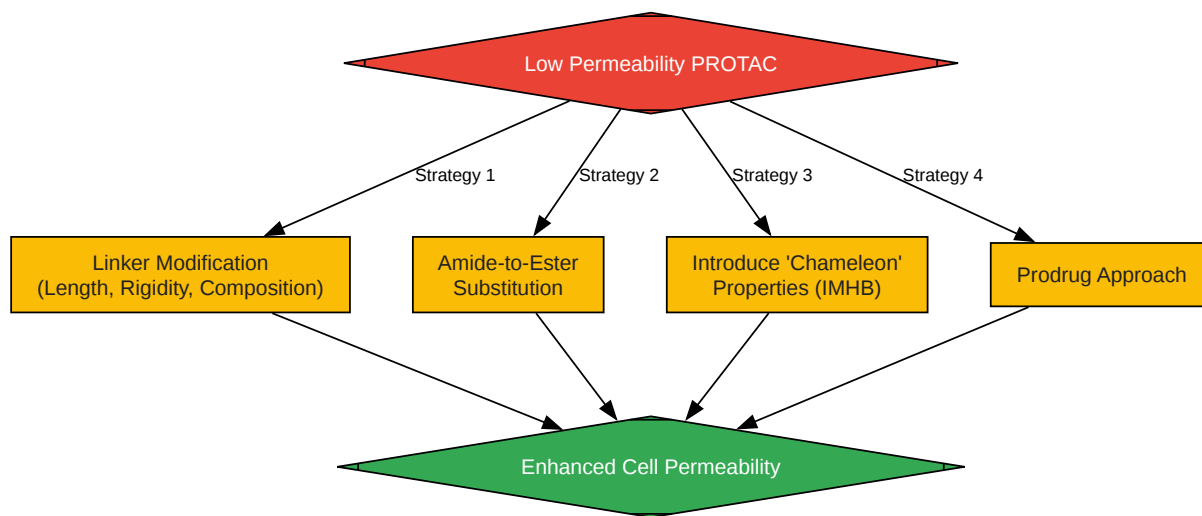 Low Permeability PROTAC
Strategy 1
Strategy 2
Strategy 3
Strategy 4
Linker Modification
(Length, Rigidity, Composition)
Amide-to-Ester
Substitution
Introduce 'Chameleon'
Properties (IMHB)
Prodrug Approach
Enhanced Cell Permeability